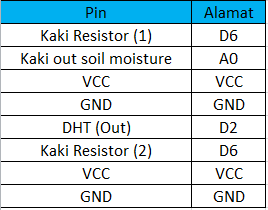 Pin Alamat
Kaki Resistor (1) D6
Kaki out soil moisture A0
VCC VCC
GND GND
DHT (Out) D2
Kaki Resistor (2) D6
VCC VCC
GND GND